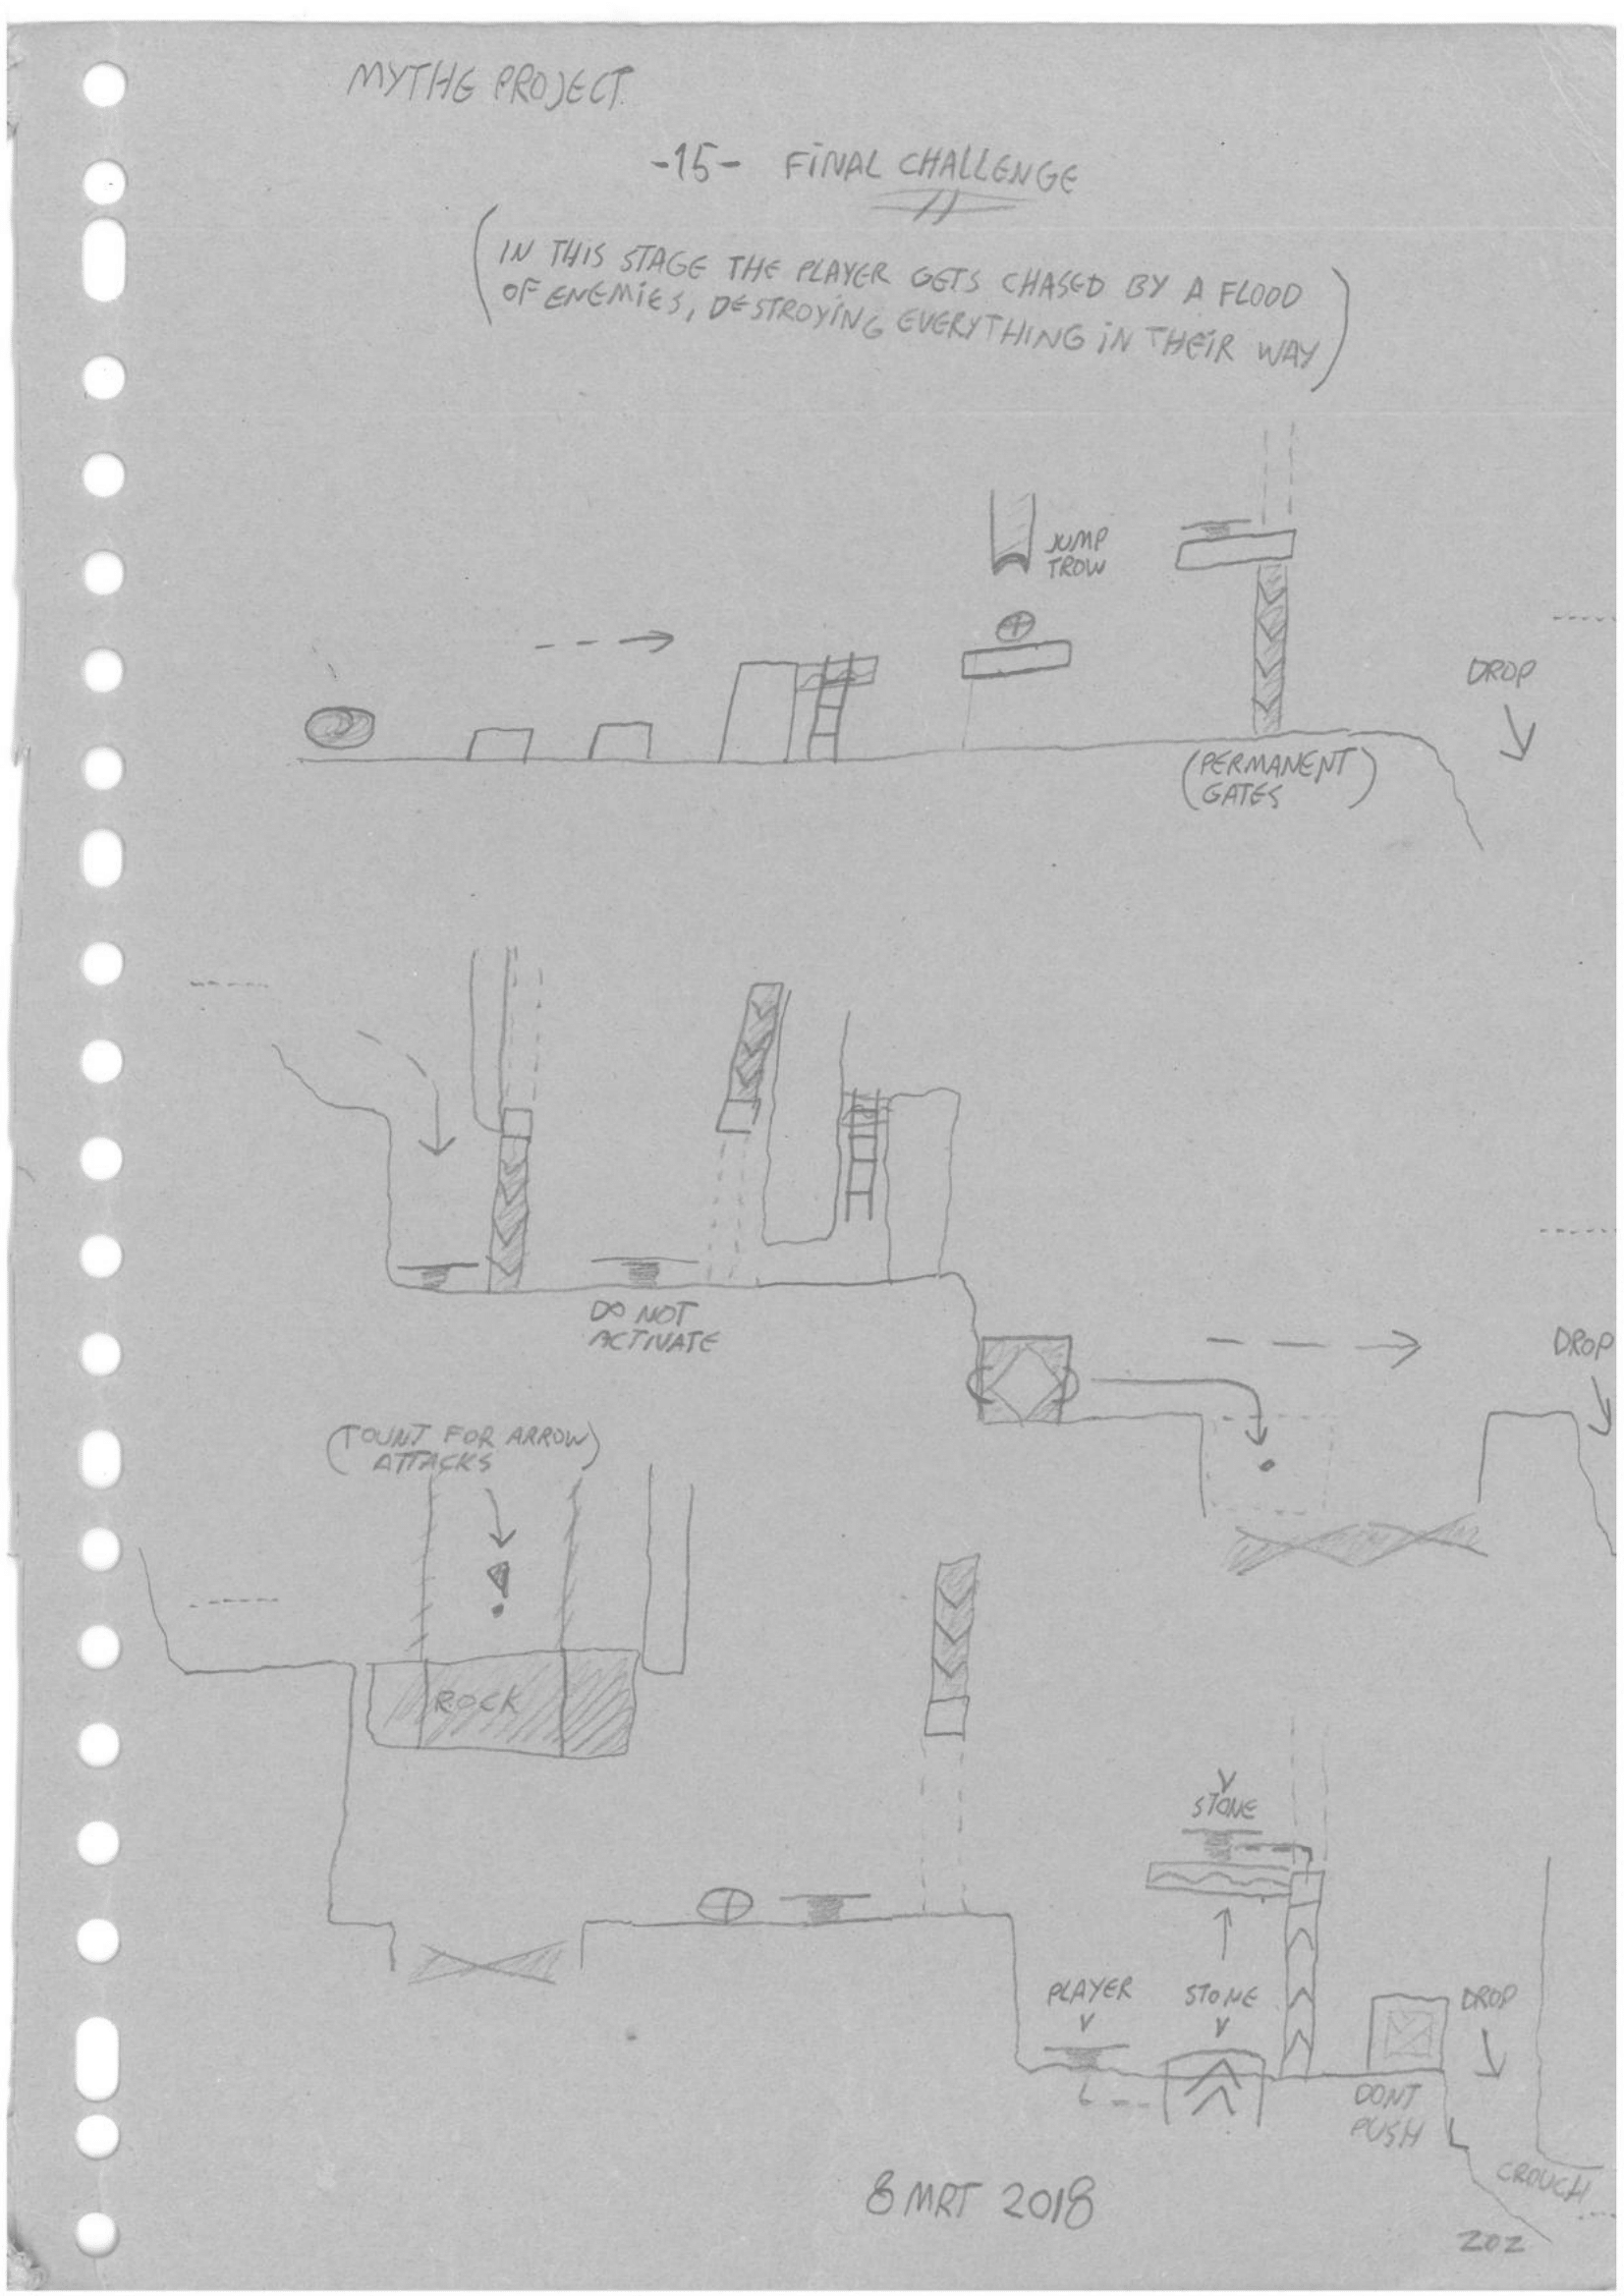 MYTHE PROJECT.
-15- FINAL CHALLENGE
(IN THIS STAGE THE PLAYER GETS CHASED BY A FLOOD
OF ENEMIES, DESTROYING EVERYTHING IN THEIR WAY)
JUMP
TROW
DROP
(PERMANENT
GATES)
DO NOT
ACTIVATE
DROP
(TOUNT FOR ARROW)
ATTACKS
ROCK
STONE
PLAYER
STONE
DROP
DONT
PUSH
CROUCH
8 MRT 2018